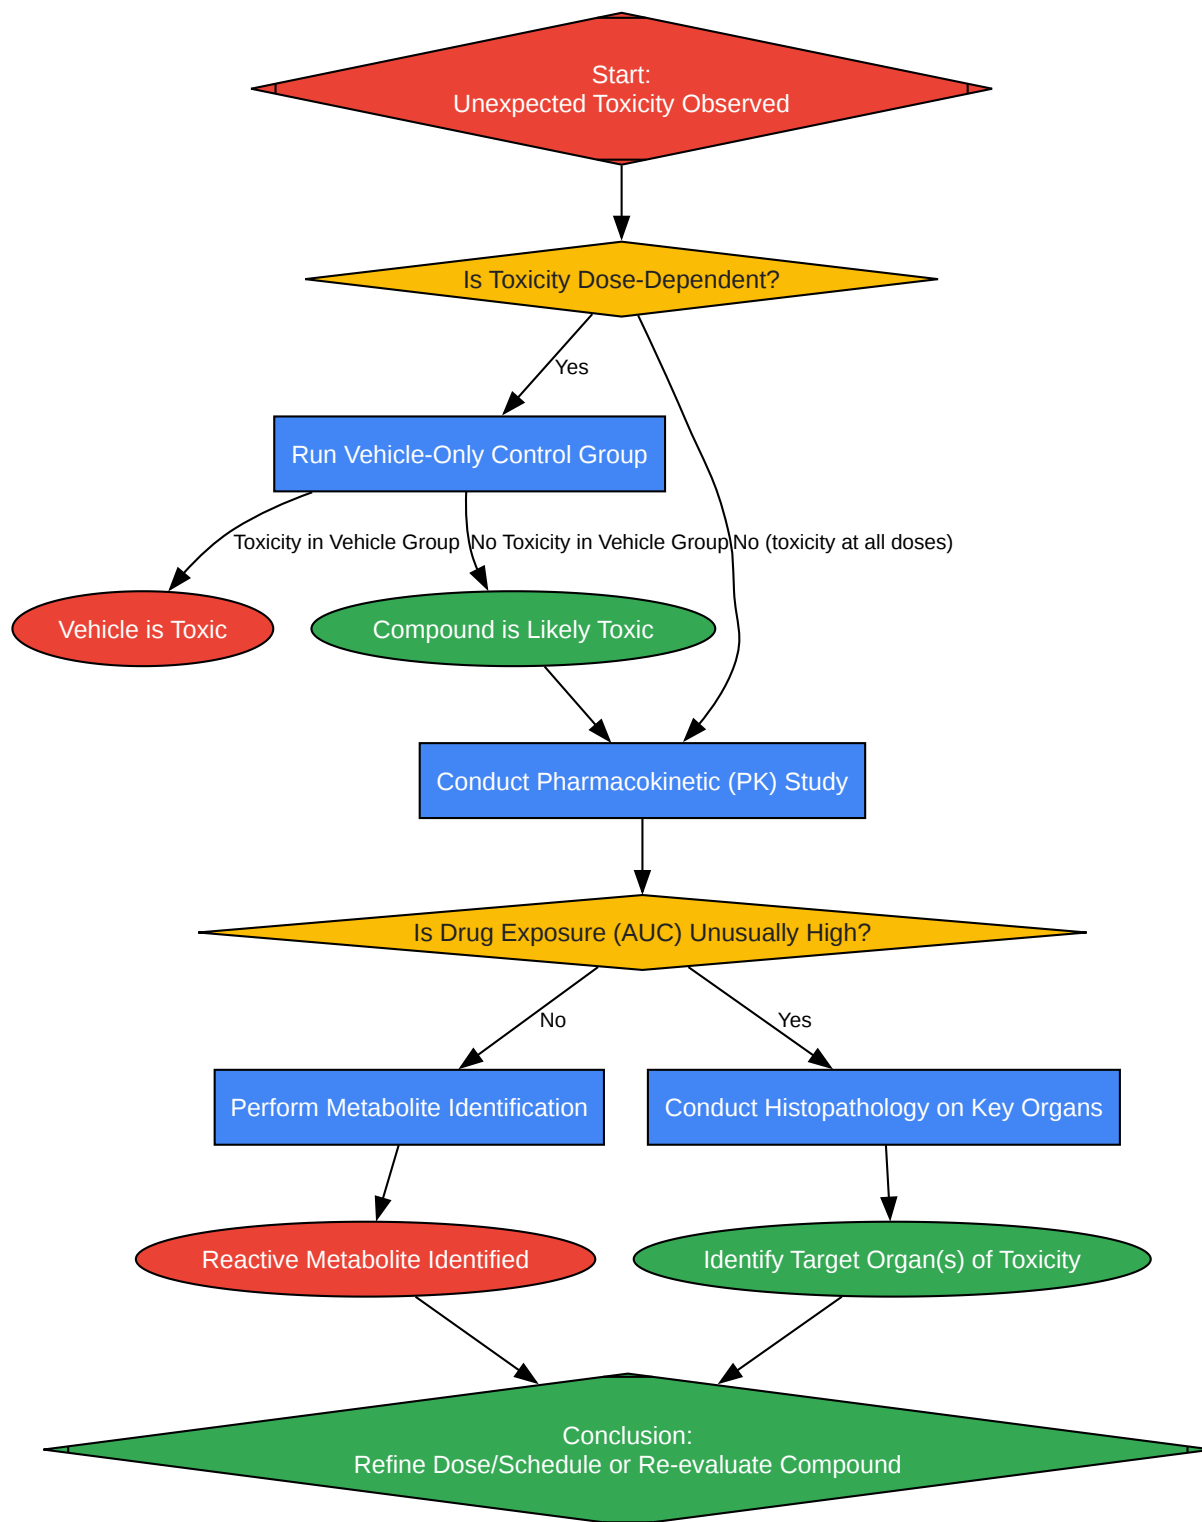 Start:
Unexpected Toxicity Observed
Is Toxicity Dose-Dependent?
Yes
Run Vehicle-Only Control Group
Toxicity in Vehicle Group
No Toxicity in Vehicle Group
No (toxicity at all doses)
Vehicle is Toxic
Compound is Likely Toxic
Conduct Pharmacokinetic (PK) Study
Is Drug Exposure (AUC) Unusually High?
No
Yes
Perform Metabolite Identification
Conduct Histopathology on Key Organs
Reactive Metabolite Identified
Identify Target Organ(s) of Toxicity
Conclusion:
Refine Dose/Schedule or Re-evaluate Compound